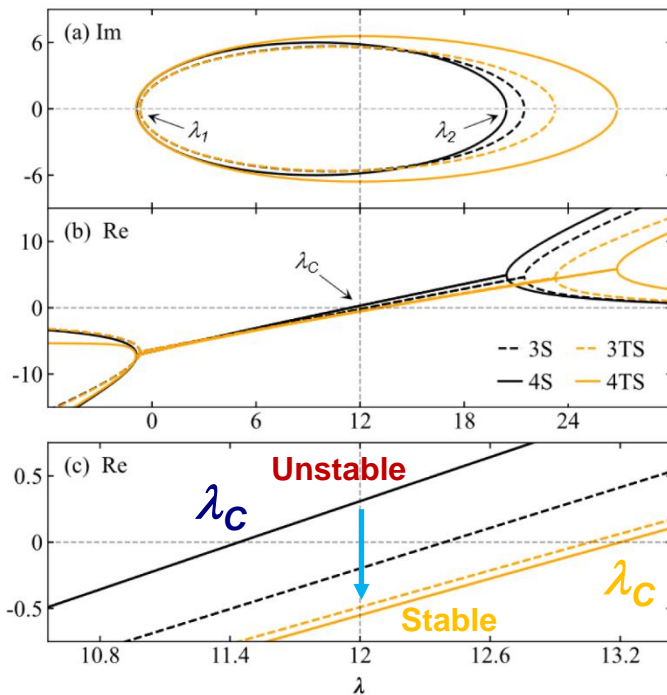 (a) Im
6
0
-6
λ1
λ2
(b) Re
10
0
-10
λC
3S
3TS
4S
4TS
0
6
12
18
24
(c) Re
0.5
0
-0.5
Unstable
λC
λC
Stable
10.8
11.4
12
12.6
13.2
λ